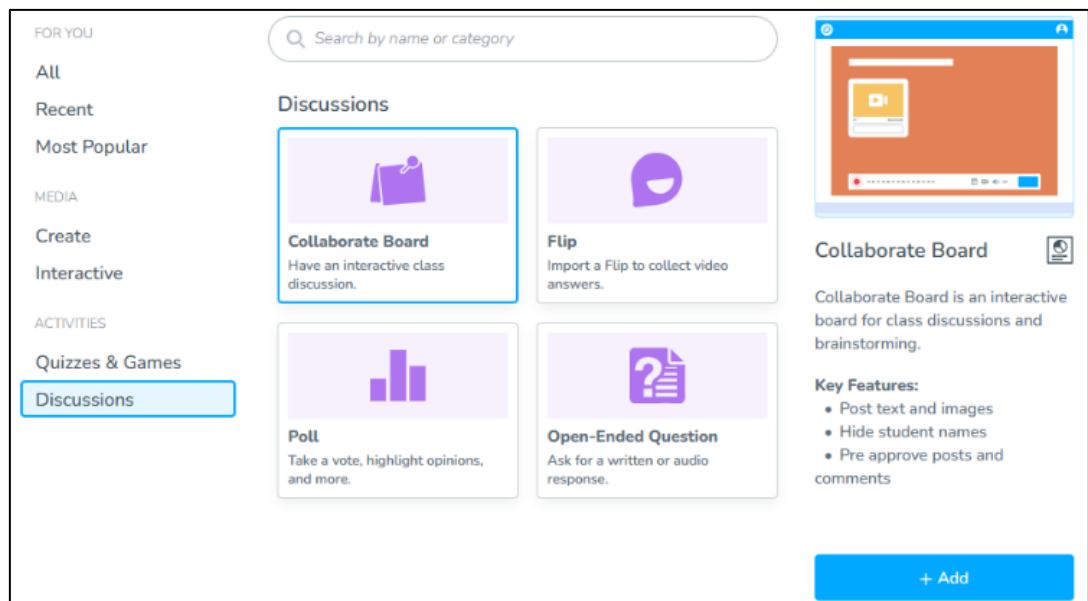 FOR YOU
All
Recent
Most Popular
MEDIA
Create
Interactive
ACTIVITIES
Quizzes & Games
Discussions
Search by name or category
Discussions
Collaborate Board
Have an interactive class
discussion.
Flip
Import a Flip to collect video
answers.
Poll
Take a vote, highlight opinions,
and more.
Open-Ended Question
Ask for a written or audio
response.
Collaborate Board
Collaborate Board is an interactive
board for class discussions and
brainstorming.
Key Features:
• Post text and images
• Hide student names
• Pre approve posts and
comments
+ Add